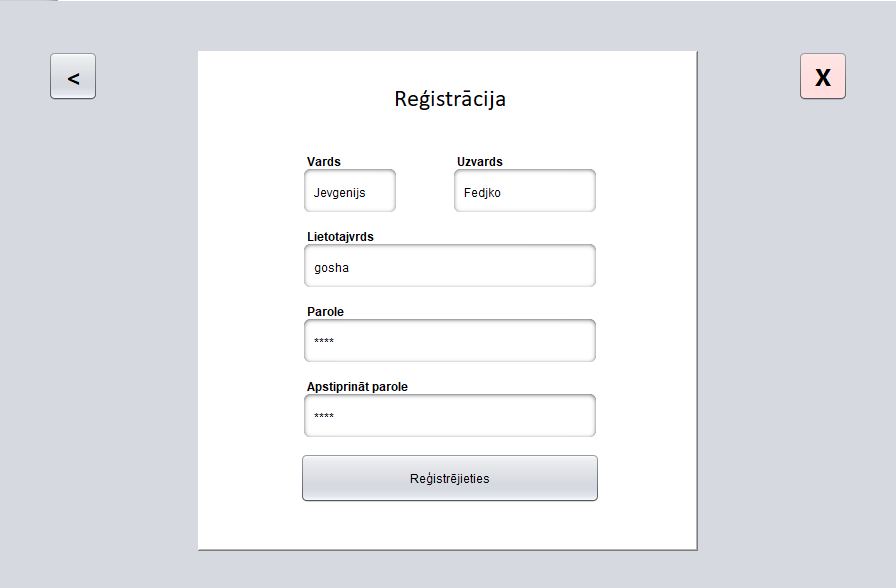 < X
Reģistrācija
Vards Uzvards
Jevgenijs Fedjko
Lietotajvrds
gosha
Parole
****
Apstiprināt parole
****
Reģistrējieties